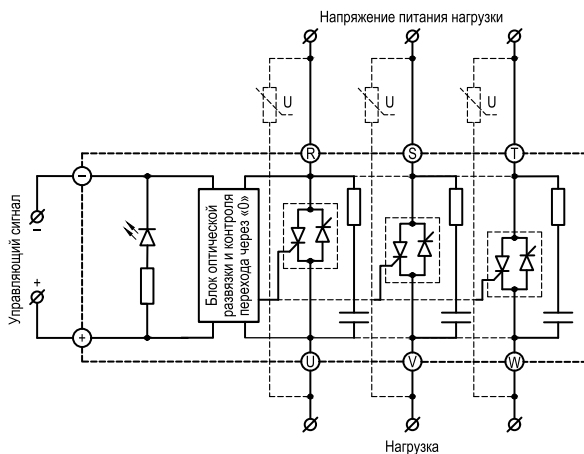 Напряжение питания нагрузки
U U U
R S T
Управляющий сигнал
−
+
−
+
Блок оптической
развязки и контроля
перехода через «0»
U V W
Нагрузка